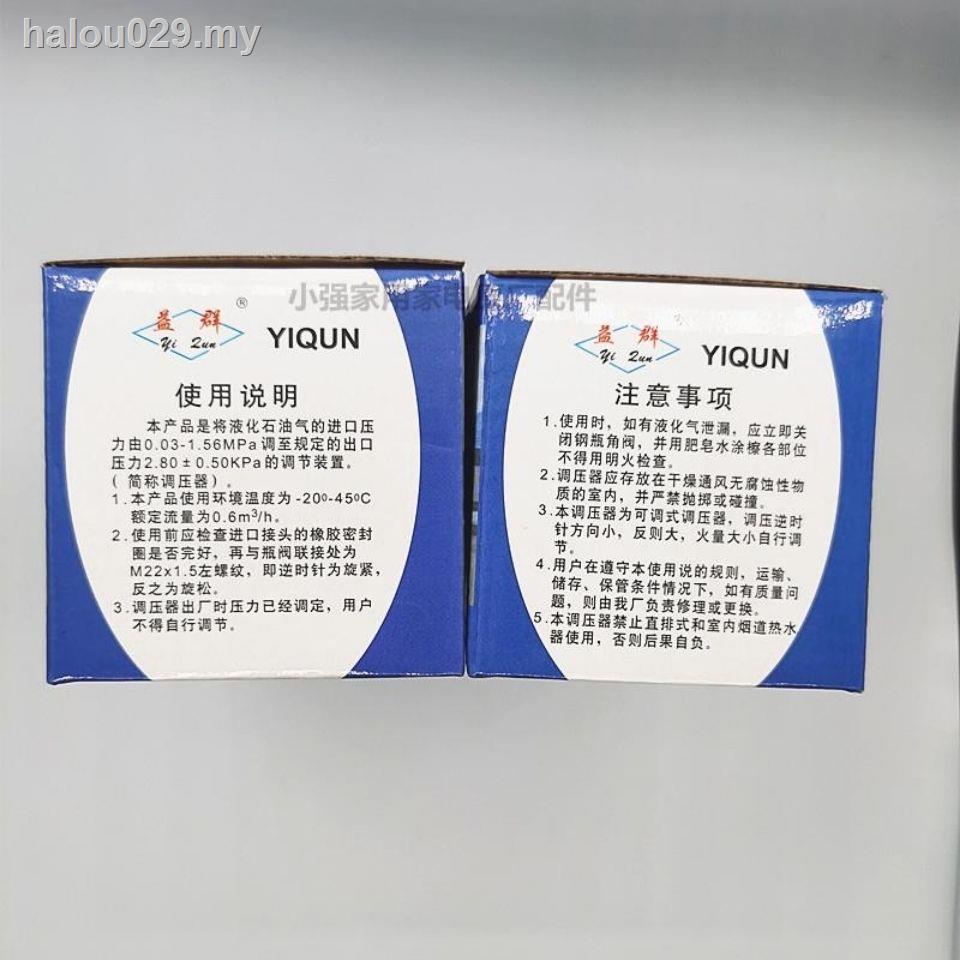 halou029.my
小强家用家电 配件
益群 ®
Yi Qun
YIQUN
使用说明
本产品是将液化石油气的进口压
力由0.03-1.56MPa调至规定的出口
压力2.80±0.50KPa的调节装置。
(简称调压器)。
1.本产品使用环境温度为-20⁰-45⁰C
额定流量为0.6m³/h。
2.使用前应检查进口接头的橡胶密封
圈是否完好，再与瓶阀联接处为
M22x1.5左螺纹，即逆时针为旋紧，
反之为旋松。
3.调压器出厂时压力已经调定，用户
不得自行调节。
益群
Yi Qun
YIQUN
注意事项
1.使用时，如有液化气泄漏，应立即关
闭钢瓶角阀，并用肥皂水涂檫各部位
不得用明火检查。
2.调压器应存放在干燥通风无腐蚀性物
质的室内，并严禁抛掷或碰撞。
3.本调压器为可调式调压器，调压逆时
针方向小，反则大，火量大小自行调
节。
4.用户在遵守本使用说的规则，运输、
储存、保管条件情况下，如有质量问
题，则由我厂负责修理或更换。
5.本调压器禁止直排式和室内烟道热水
器使用，否则后果自负。